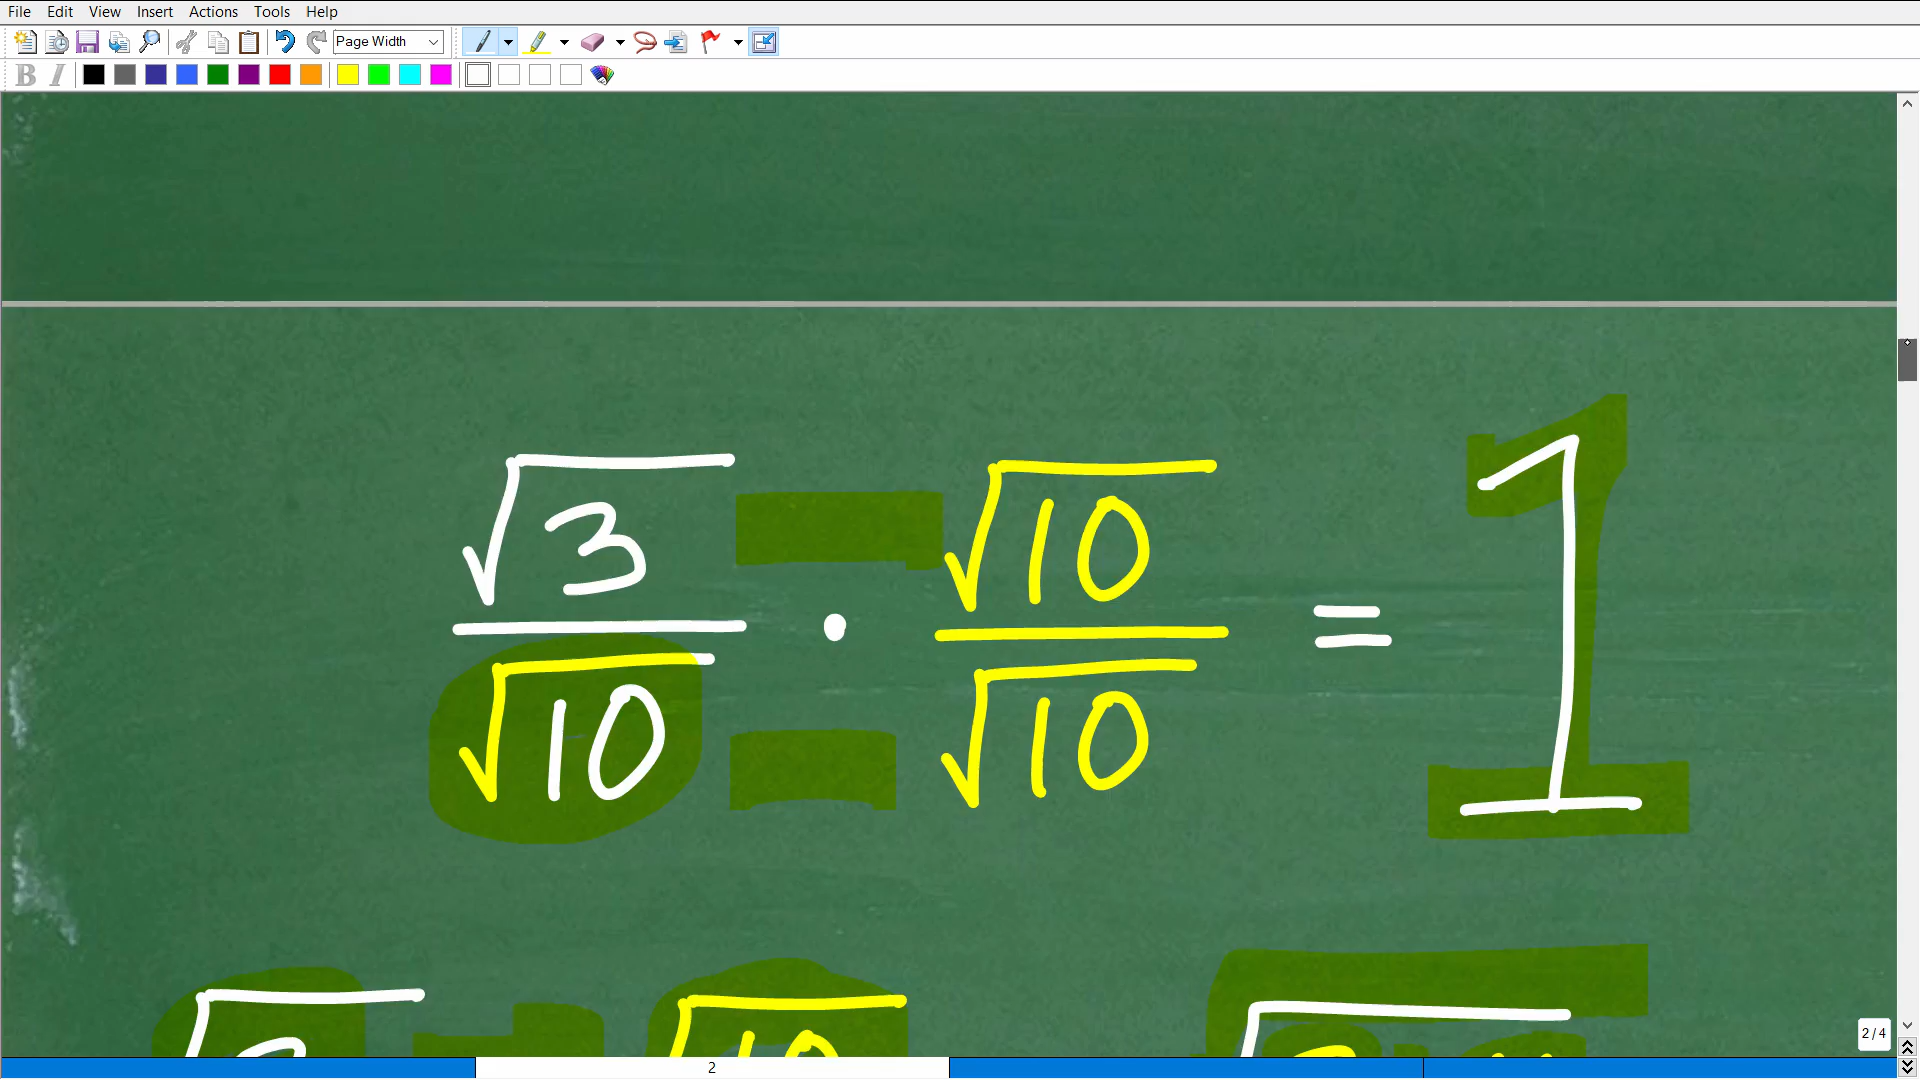 File Edit View Insert Actions Tools Help
Page Width
B I
√3 √10
— · — = 1
√10 √10
2 / 4
2